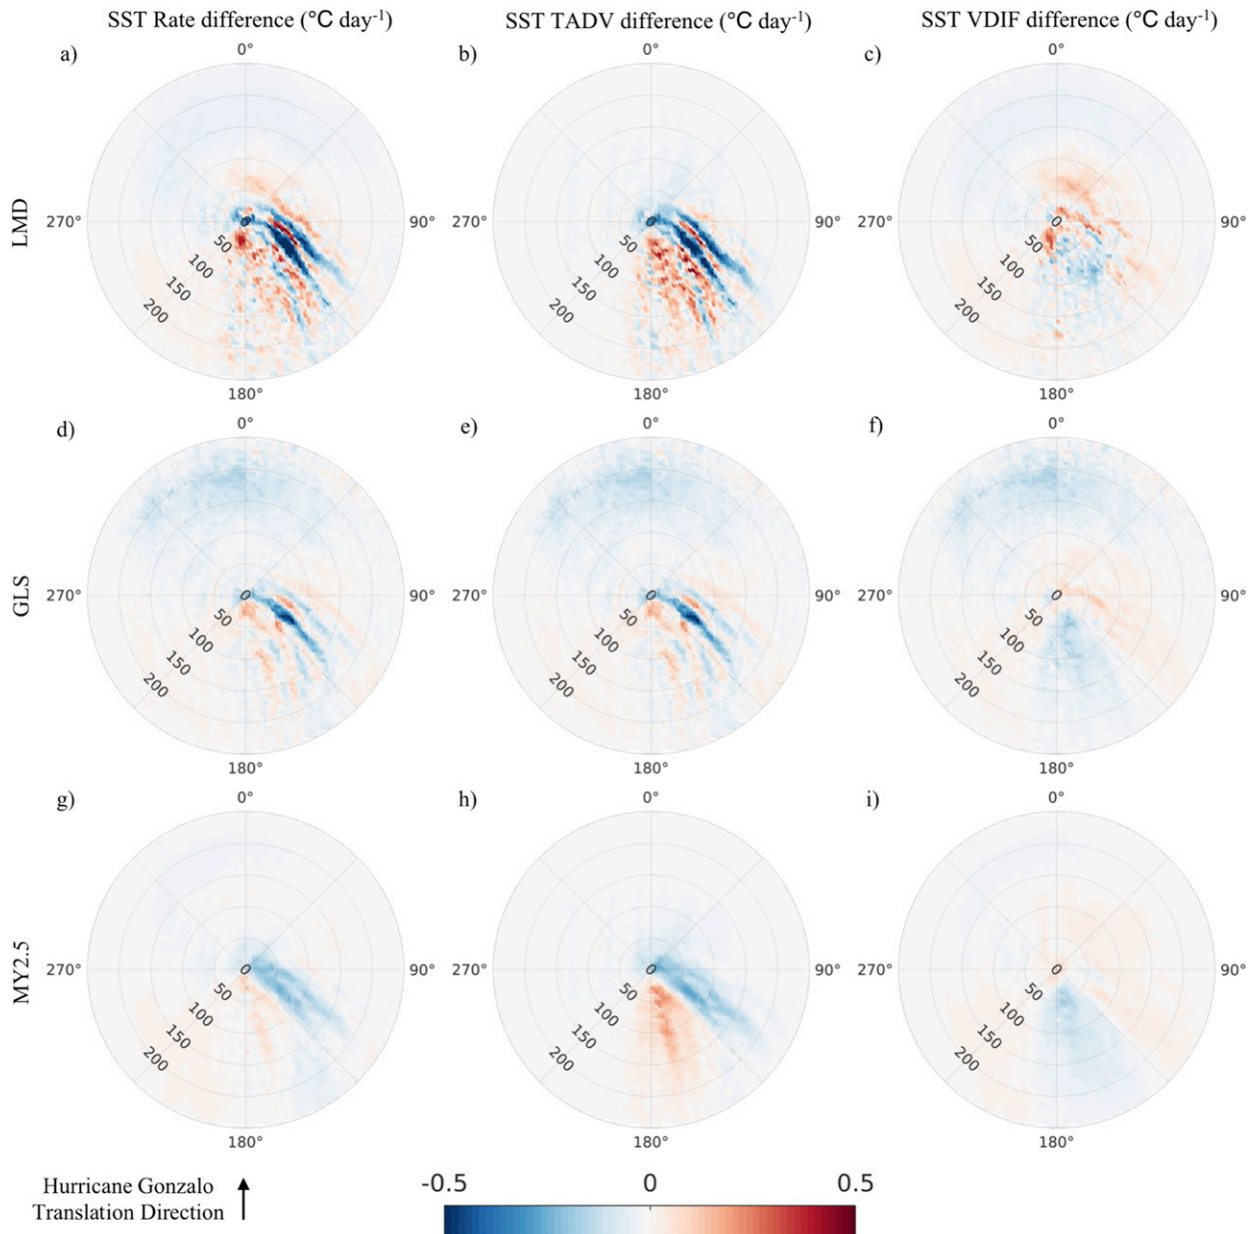 SST Rate difference (°C day-1) SST TADV difference (°C day-1) SST VDIF difference (°C day-1)
a) 0° b) 0° c) 0°
LMD 270° 0 90° 270° 0 90° 270° 0 90°
50 50 50
100 100 100
150 150 150
200 200 200
180° 180° 180°
d) 0° e) 0° f) 0°
GLS 270° 0 90° 270° 0 90° 270° 0 90°
50 50 50
100 100 100
150 150 150
200 200 200
180° 180° 180°
g) 0° h) 0° i) 0°
MY2.5 270° 0 90° 270° 0 90° 270° 0 90°
50 50 50
100 100 100
150 150 150
200 200 200
180° 180° 180°
Hurricane Gonzalo
Translation Direction
-0.5 0 0.5